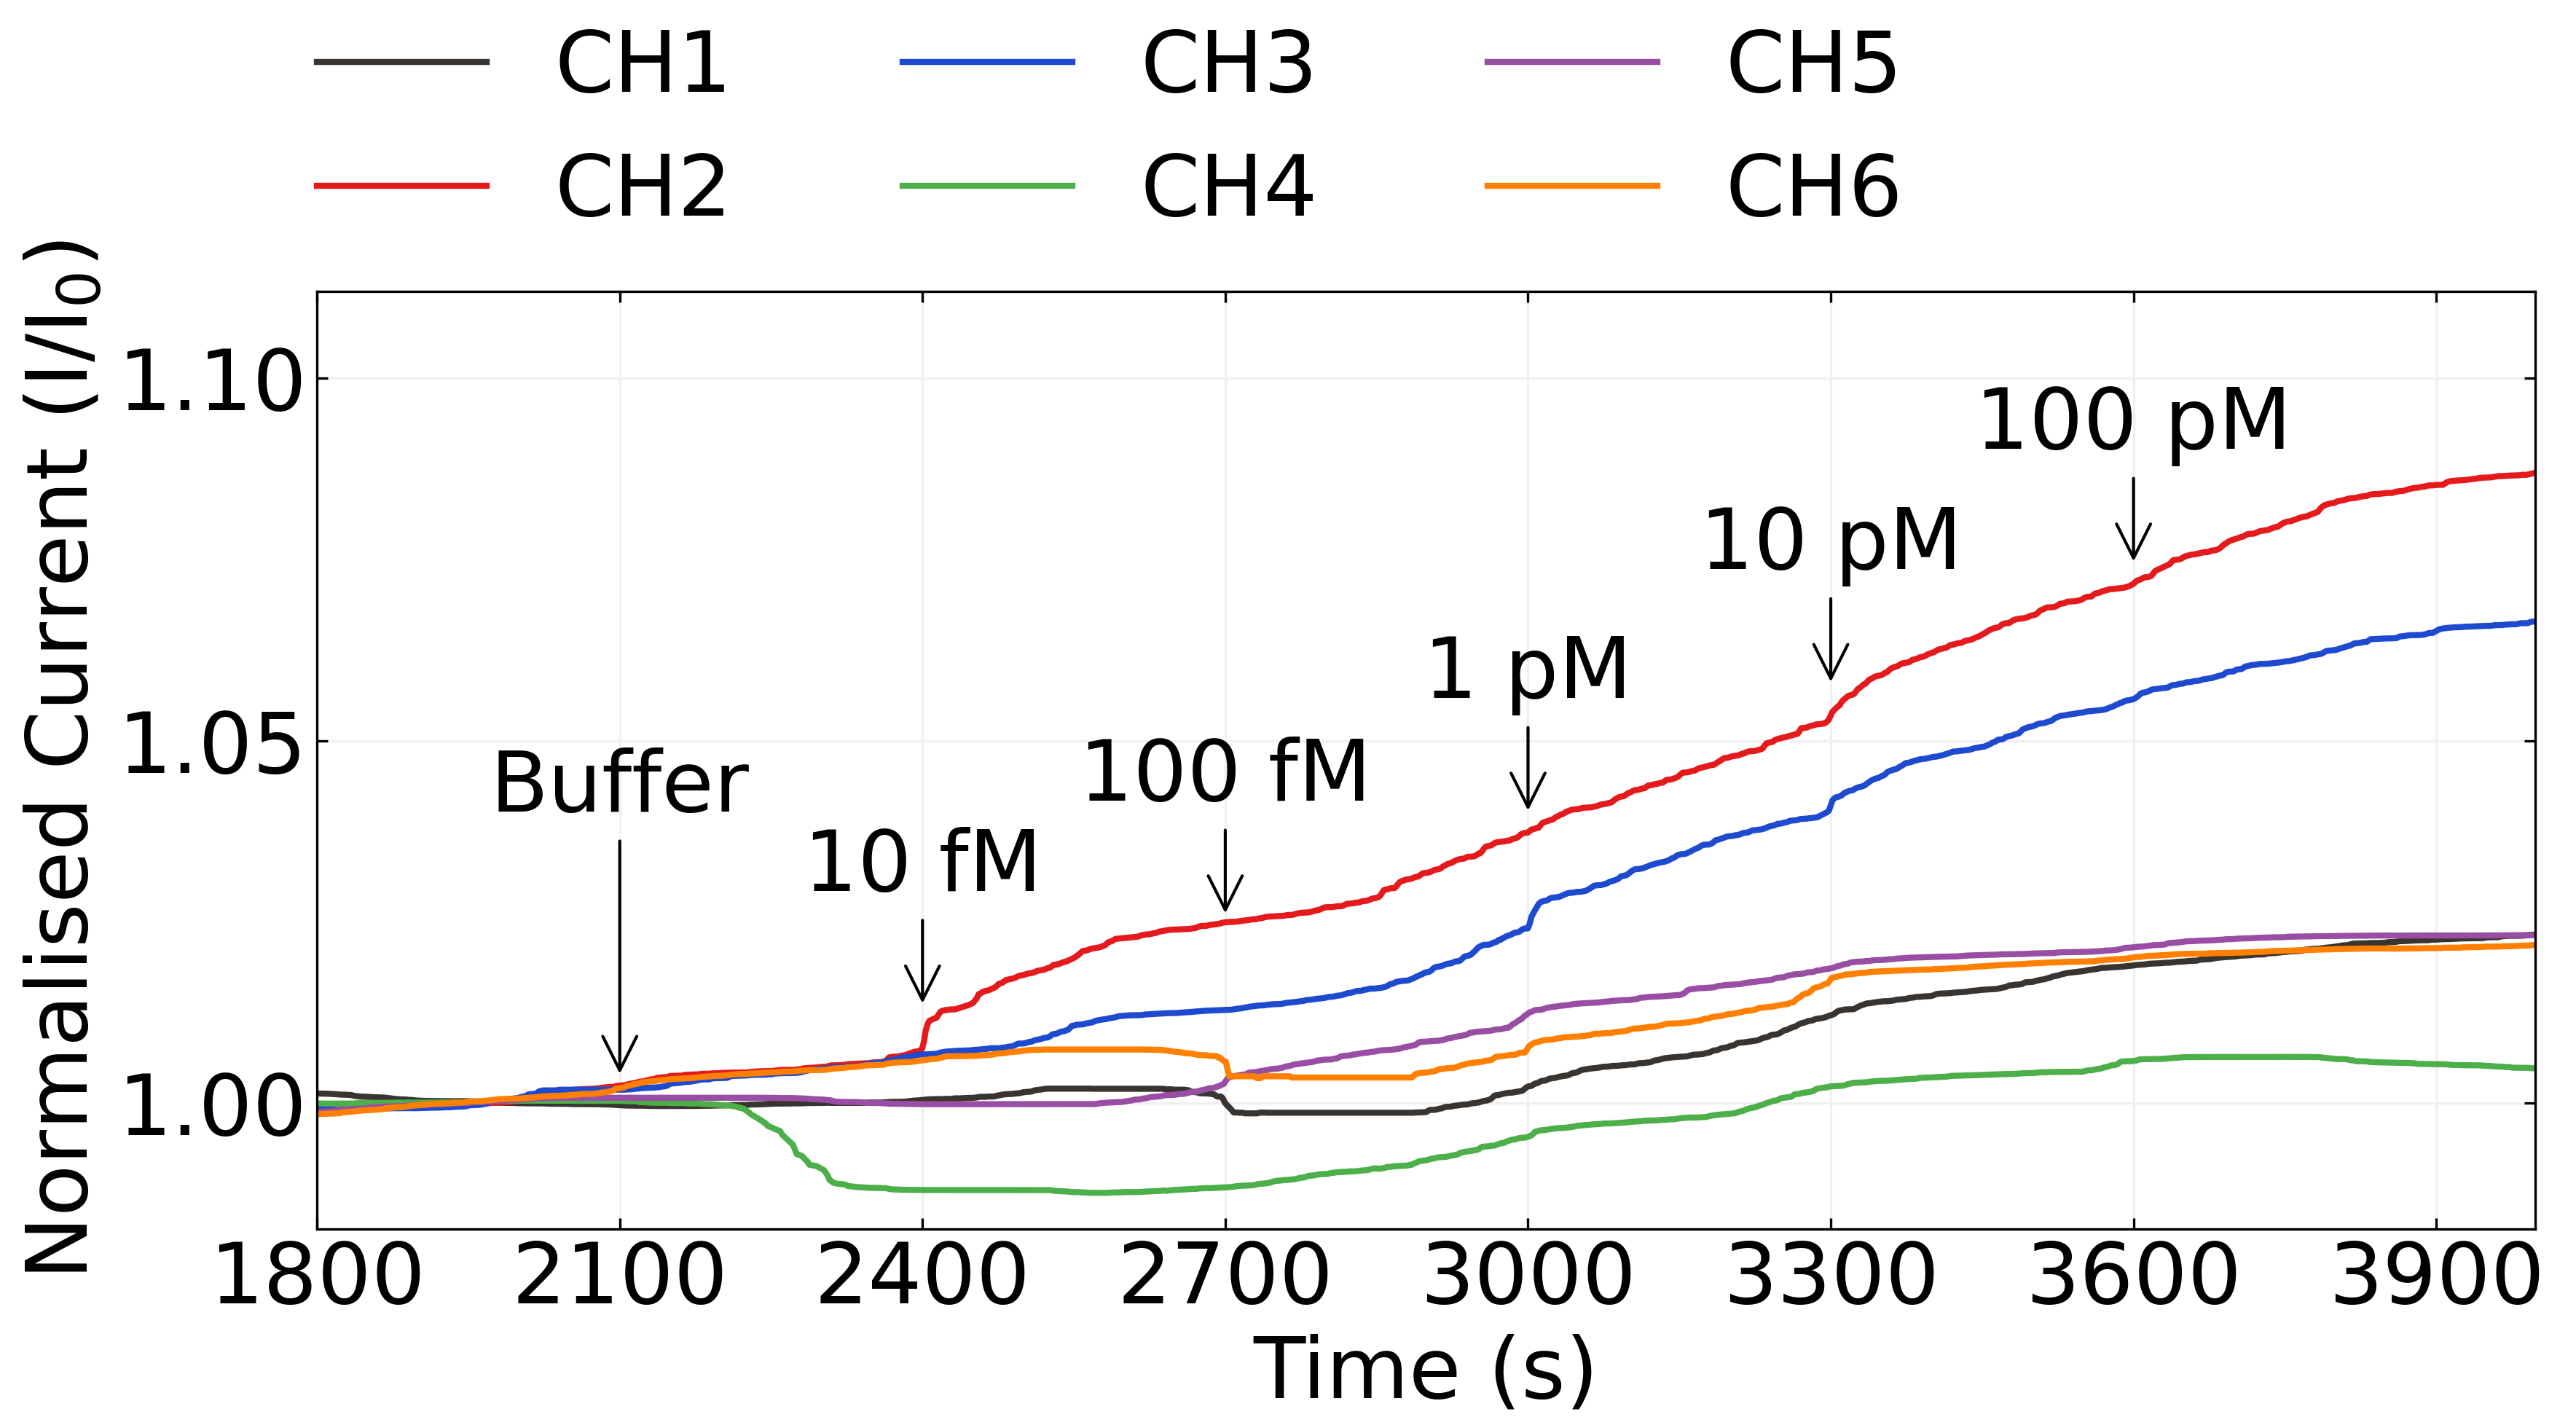 CH1 CH3 CH5
CH2 CH4 CH6
Normalised Current (I/I₀)
1.10
1.05
1.00
100 pM
10 pM
1 pM
100 fM
Buffer
10 fM
1800 2100 2400 2700 3000 3300 3600 3900
Time (s)